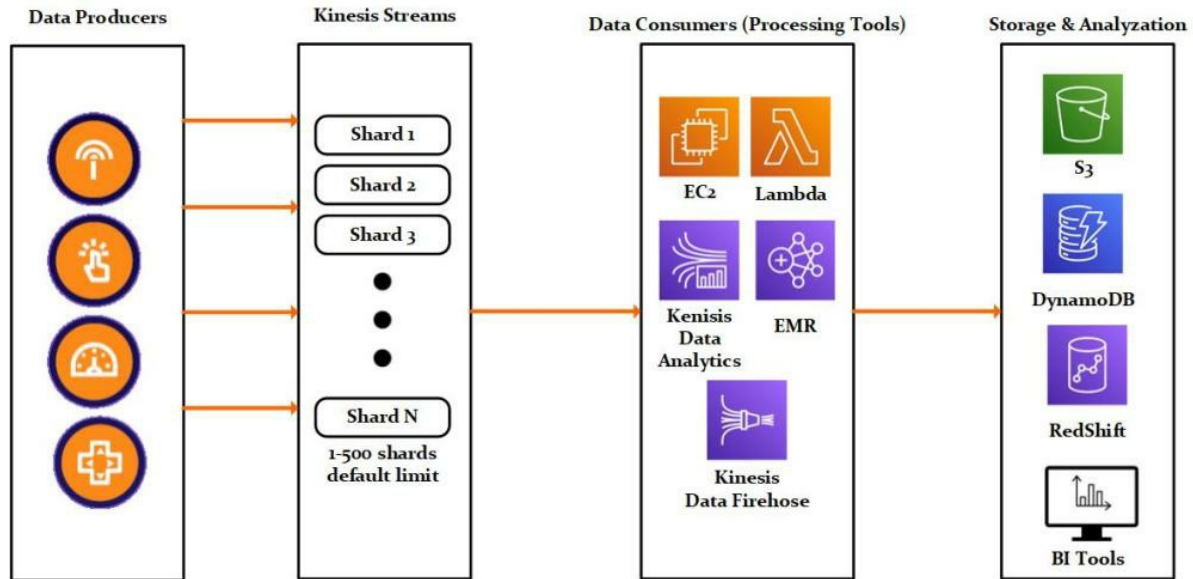 Data Producers
Kinesis Streams
Data Consumers (Processing Tools)
Storage & Analyzation
Shard 1
Shard 2
Shard 3
Shard N
1-500 shards
default limit
EC2
Lambda
Kenisis
Data
Analytics
EMR
Kinesis
Data Firehose
S3
DynamoDB
RedShift
BI Tools